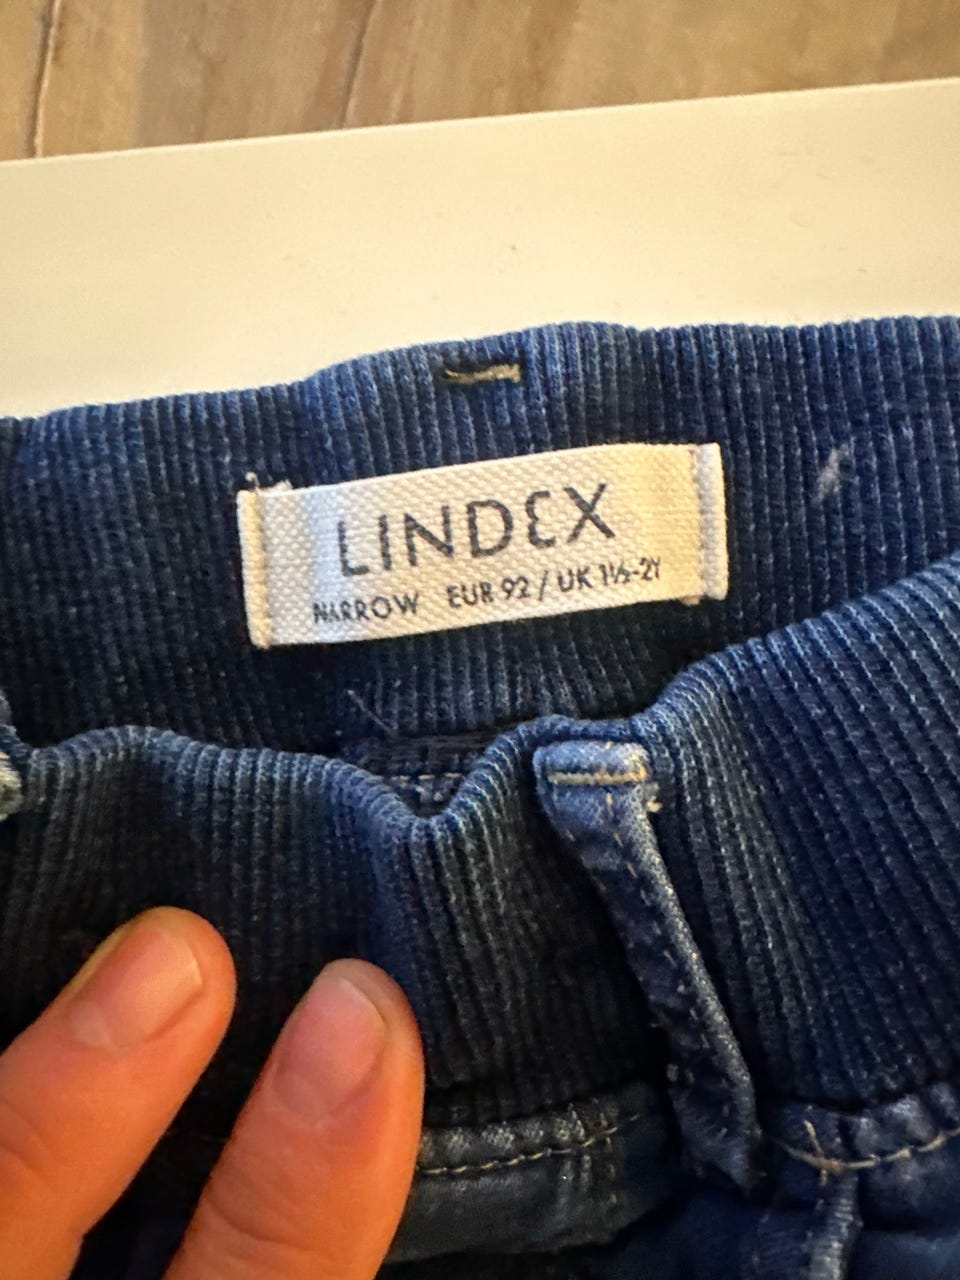 LINDEX
NARROW EUR 92 / UK 1½-2Y